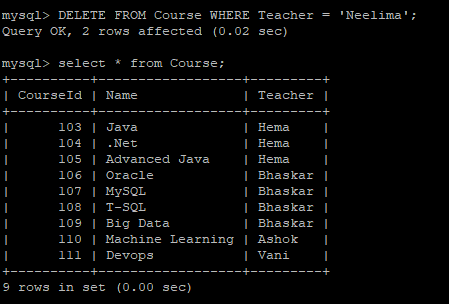 mysql> DELETE FROM Course WHERE Teacher = 'Neelima';
Query OK, 2 rows affected (0.02 sec)
mysql> select * from Course;
+----------+------------------+---------+
| CourseId | Name             | Teacher |
+----------+------------------+---------+
|      103 | Java             | Hema    |
|      104 | .Net             | Hema    |
|      105 | Advanced Java    | Hema    |
|      106 | Oracle           | Bhaskar |
|      107 | MySQL            | Bhaskar |
|      108 | T-SQL            | Bhaskar |
|      109 | Big Data         | Bhaskar |
|      110 | Machine Learning | Ashok   |
|      111 | Devops           | Vani    |
+----------+------------------+---------+
9 rows in set (0.00 sec)